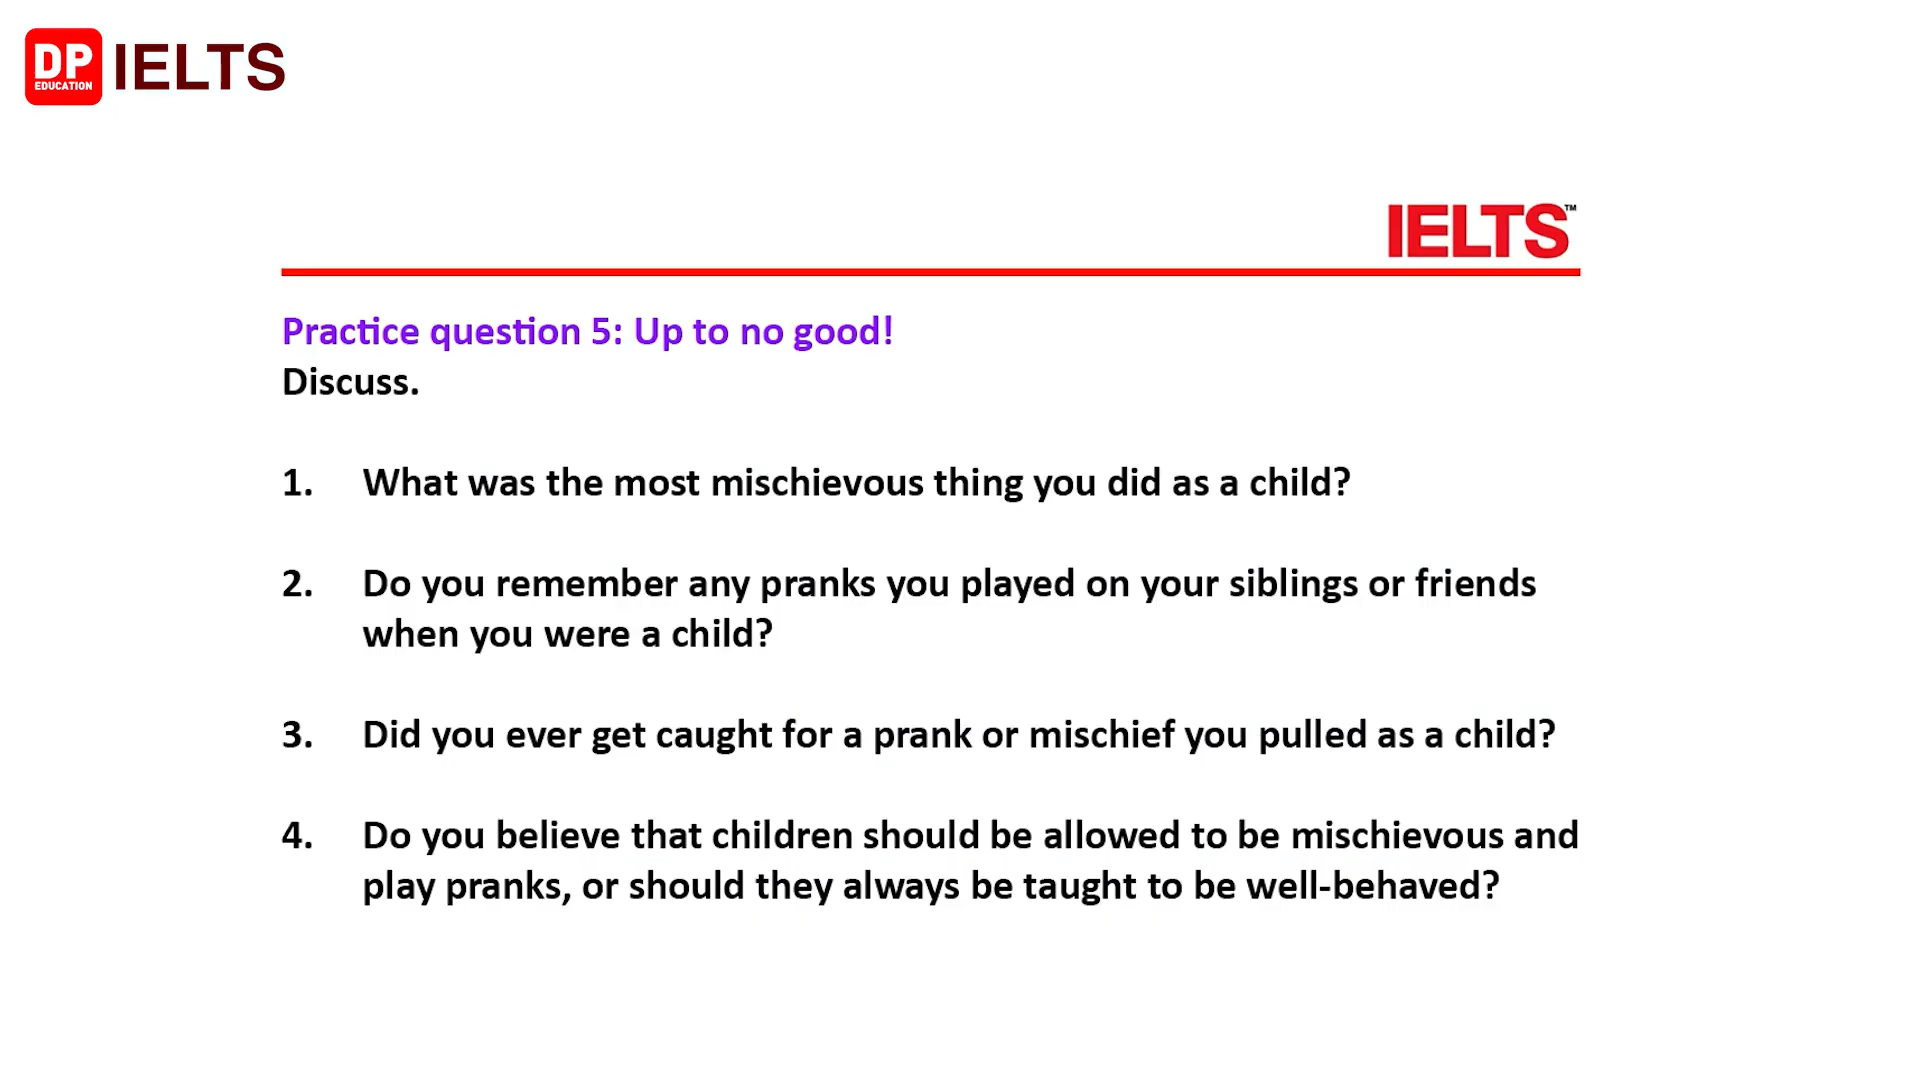 DP
EDUCATION
IELTS
IELTS™
Practice question 5: Up to no good!
Discuss.
1. What was the most mischievous thing you did as a child?
2. Do you remember any pranks you played on your siblings or friends
when you were a child?
3. Did you ever get caught for a prank or mischief you pulled as a child?
4. Do you believe that children should be allowed to be mischievous and
play pranks, or should they always be taught to be well-behaved?